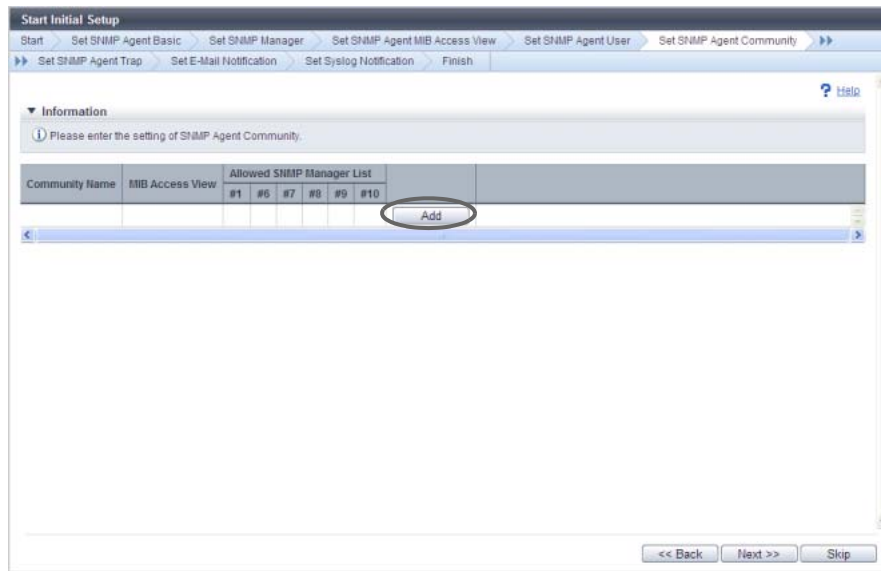 Start Initial Setup
Start Set SNMP Agent Basic Set SNMP Manager Set SNMP Agent MIB Access View Set SNMP Agent User Set SNMP Agent Community
Set SNMP Agent Trap Set E-Mail Notification Set Syslog Notification Finish
? Help
Information
Please enter the setting of SNMP Agent Community.
Community Name MIB Access View Allowed SNMP Manager List
#1 #6 #7 #8 #9 #10
Add
<< Back Next >> Skip